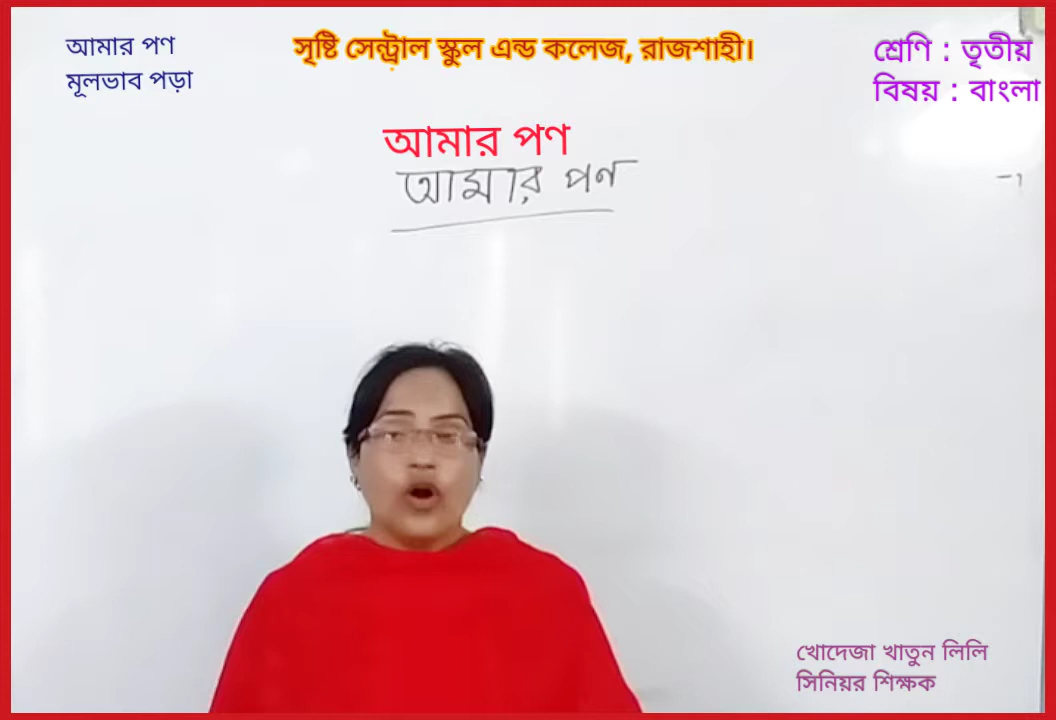 আমার পণ
মূলভাব পড়া
সৃষ্টি সেন্ট্রাল স্কুল এন্ড কলেজ, রাজশাহী।
শ্রেণি : তৃতীয়
বিষয় : বাংলা
আমার পণ
আমার পণ
খোদেজা খাতুন লিলি
সিনিয়র শিক্ষক